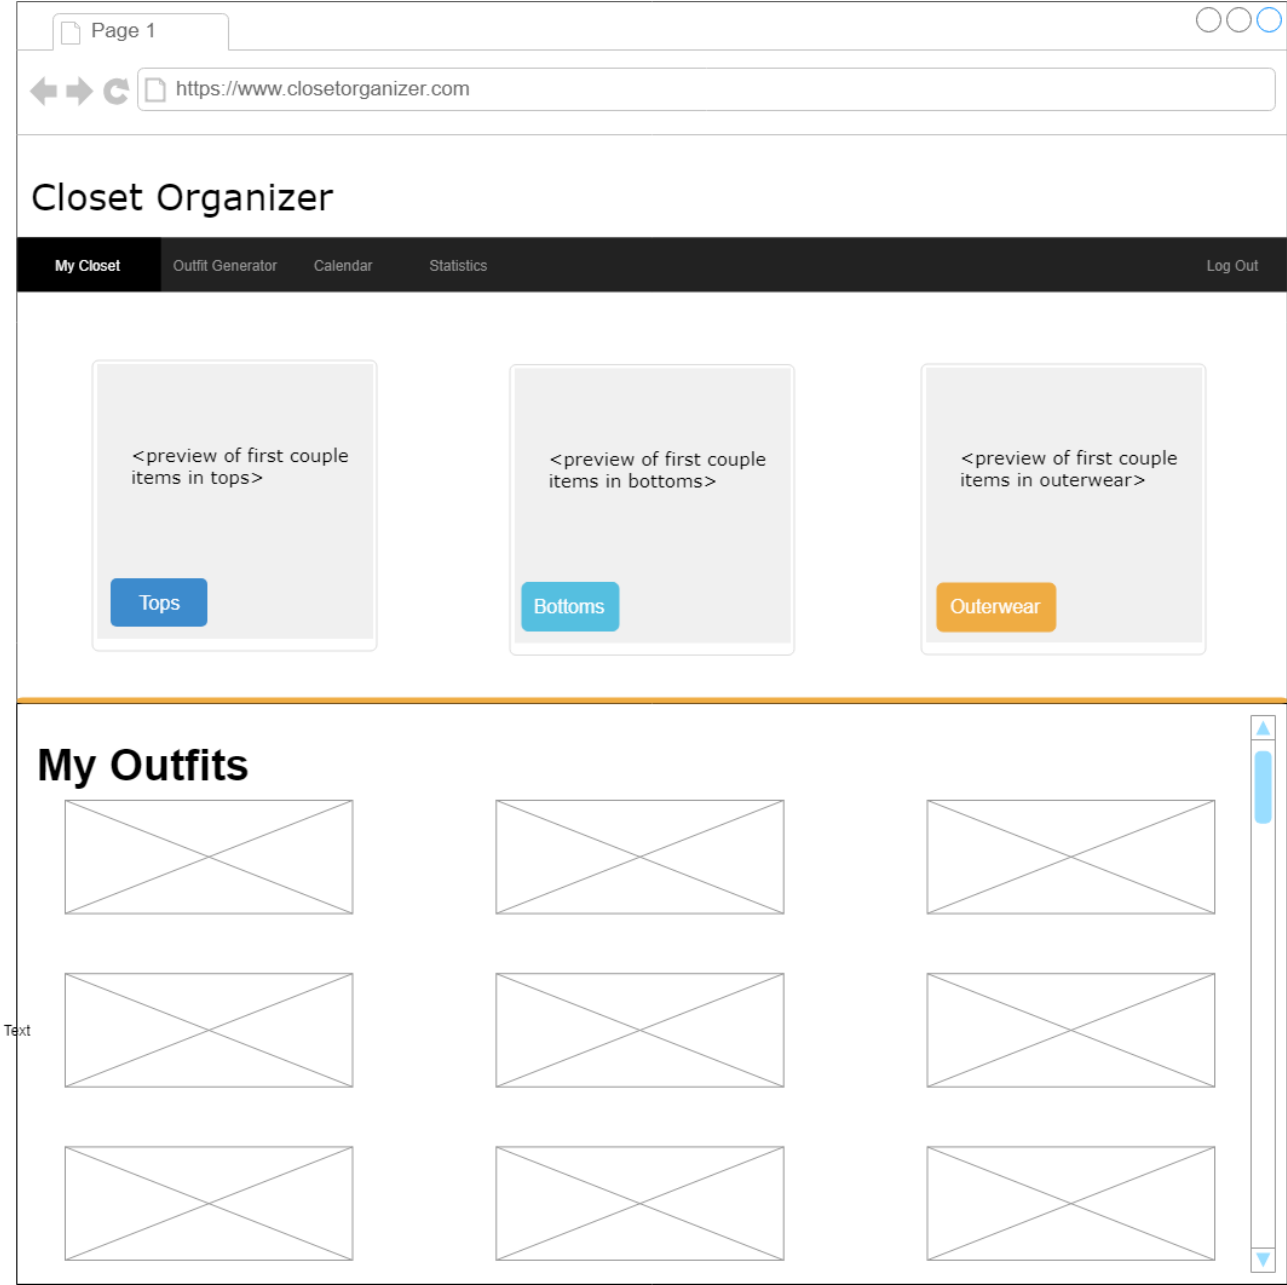 Page 1
https://www.closetorganizer.com
Closet Organizer
My Closet Outfit Generator Calendar Statistics Log Out
<preview of first couple
items in tops>
<preview of first couple
items in bottoms>
<preview of first couple
items in outerwear>
Tops
Bottoms
Outerwear
My Outfits
Text